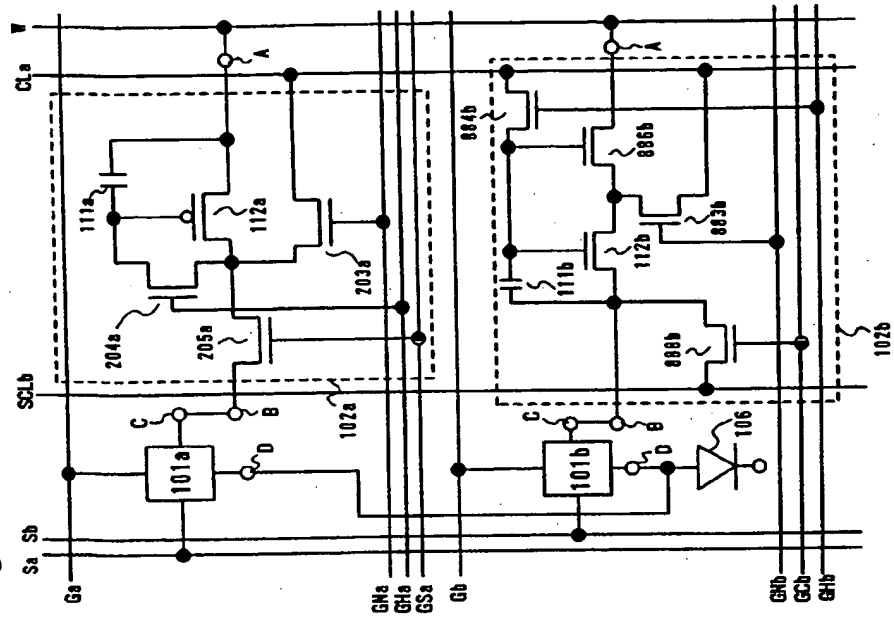 W
CLa
SCLb
Sb
Sa
Ga
A
111a
112a
204a
203a
205a
C
B
101a
D
102a
GNa
GHa
GSa
Gb
A
884b
886b
111b
112b
883b
888b
C
B
101b
D
106
102b
GNb
GCb
GHb